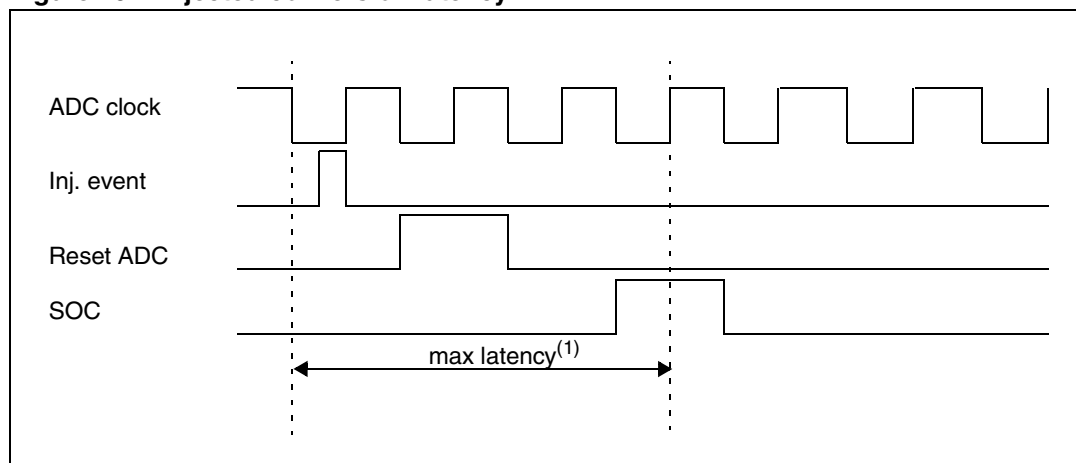 ADC clock
Inj. event
Reset ADC
SOC
max latency(1)